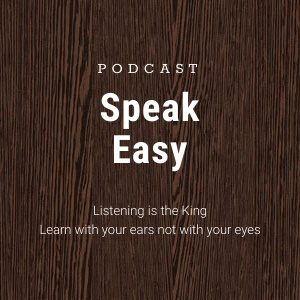 PODCAST
Speak
Easy
Listening is the King
Learn with your ears not with your eyes